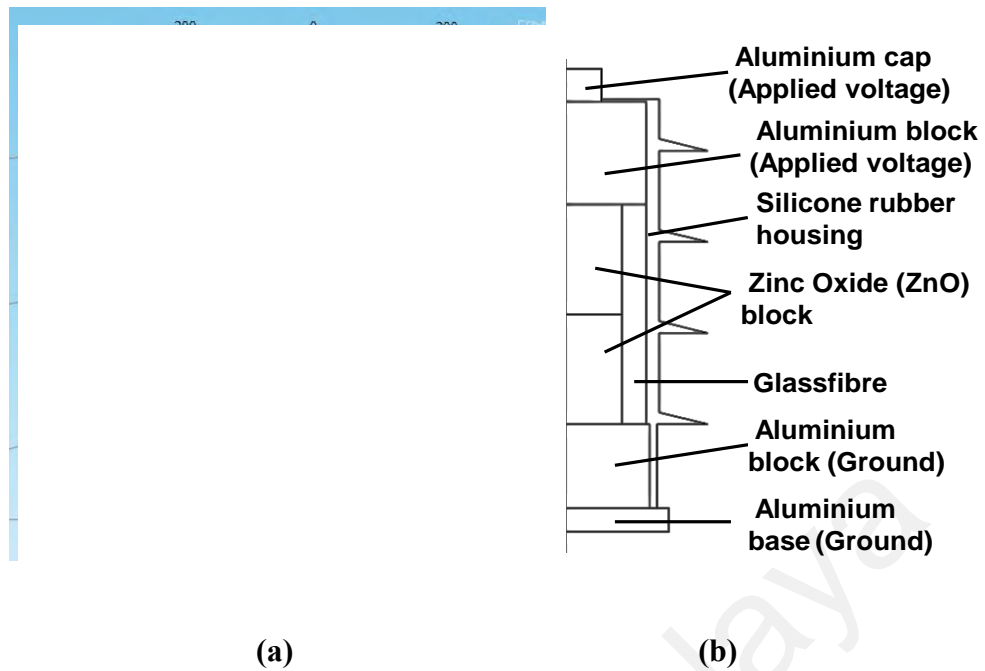 Aluminium cap
(Applied voltage)
Aluminium block
(Applied voltage)
Silicone rubber
housing
Zinc Oxide (ZnO)
block
Glassfibre
Aluminium
block (Ground)
Aluminium
base (Ground)
(a)
(b)